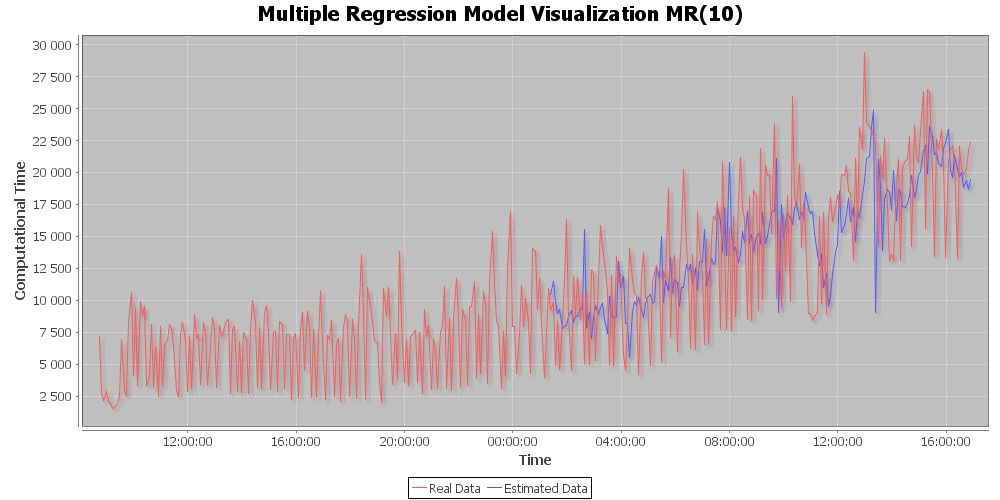 Multiple Regression Model Visualization MR(10)
Computational Time
30 000
27 500
25 000
22 500
20 000
17 500
15 000
12 500
10 000
7 500
5 000
2 500
12:00:00 16:00:00 20:00:00 00:00:00 04:00:00 08:00:00 12:00:00 16:00:00
Time
Real Data Estimated Data